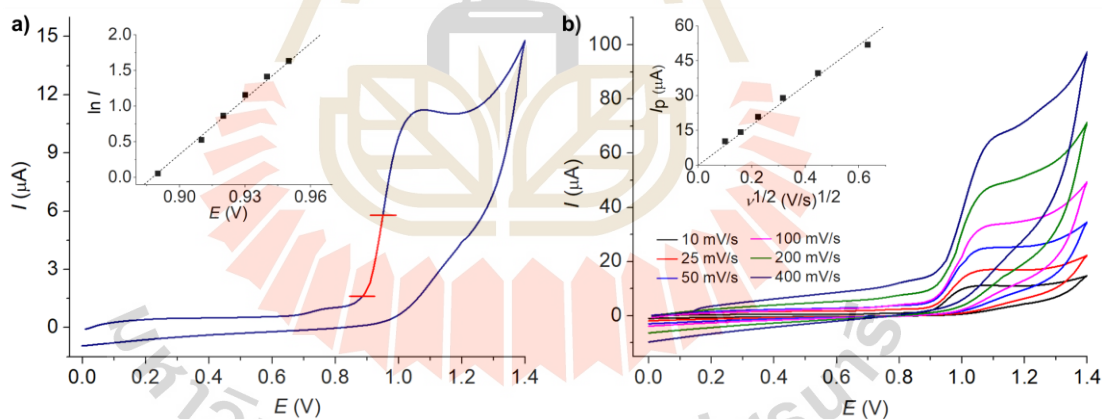 a)
15
12
9
6
3
0
I (μA)
0.0 0.2 0.4 0.6 0.8 1.0 1.2 1.4
E (V)
2.0
1.5
1.0
0.5
0.0
ln I
0.90 0.93 0.96
E (V)
b)
100
80
60
40
20
0
I (μA)
0.0 0.2 0.4 0.6 0.8 1.0 1.2 1.4
E (V)
60
45
30
15
0
Ip (μA)
0.0 0.2 0.4 0.6
ν1/2 (V/s)1/2
10 mV/s 100 mV/s
25 mV/s 200 mV/s
50 mV/s 400 mV/s